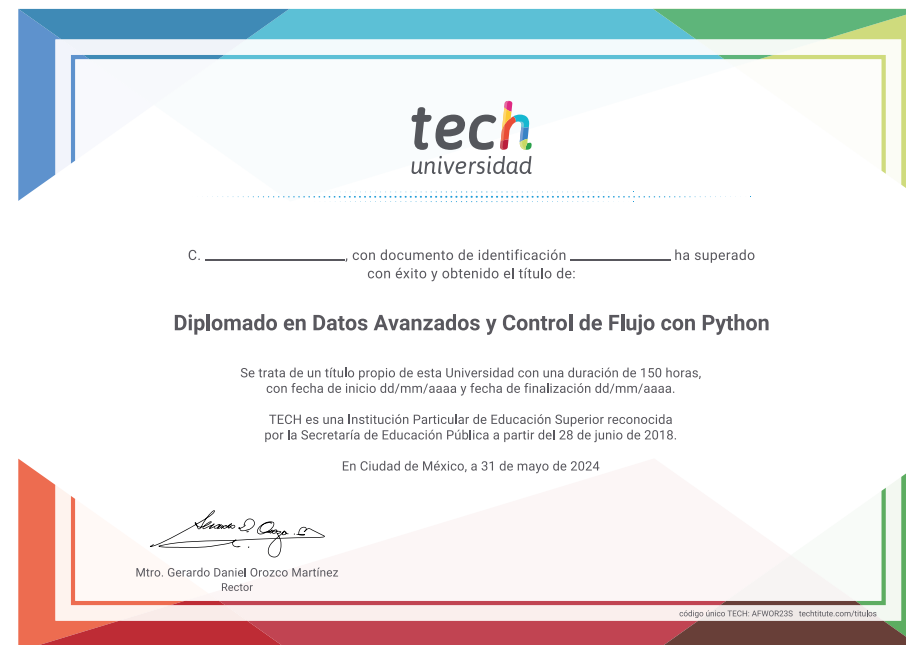 tech
universidad
C. ____________, con documento de identificación _________ ha superado
con éxito y obtenido el título de:
Diplomado en Datos Avanzados y Control de Flujo con Python
Se trata de un título propio de esta Universidad con una duración de 150 horas,
con fecha de inicio dd/mm/aaaa y fecha de finalización dd/mm/aaaa.
TECH es una Institución Particular de Educación Superior reconocida
por la Secretaría de Educación Pública a partir del 28 de junio de 2018.
En Ciudad de México, a 31 de mayo de 2024
Mtro. Gerardo Daniel Orozco Martínez
Rector
código único TECH: AFWOR23S techtitute.com/titulos